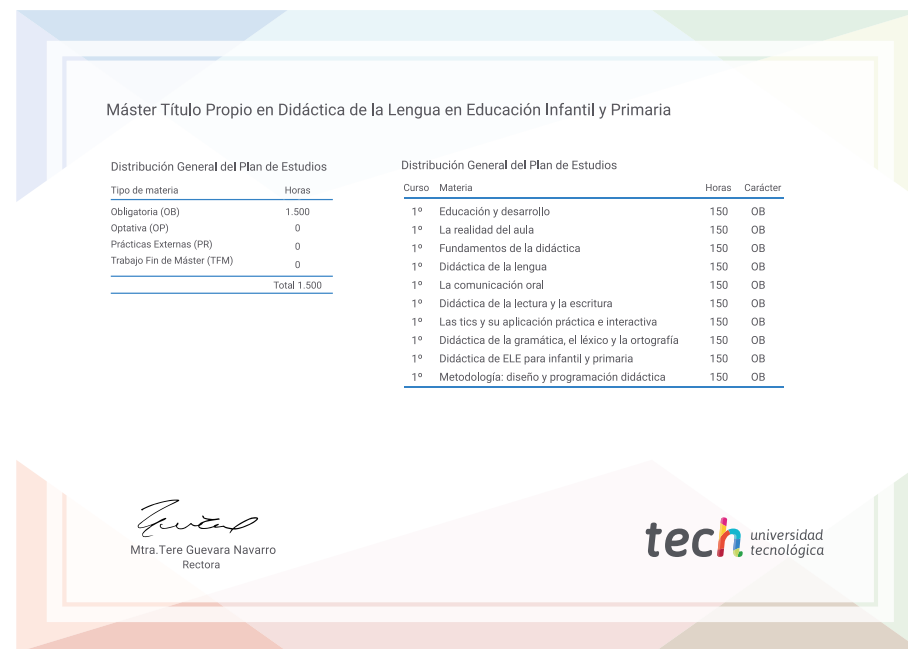 Máster Título Propio en Didáctica de la Lengua en Educación Infantil y Primaria
Distribución General del Plan de Estudios
Tipo de materia Horas
Obligatoria (OB) 1.500
Optativa (OP) 0
Prácticas Externas (PR) 0
Trabajo Fin de Máster (TFM) 0
Total 1.500
Distribución General del Plan de Estudios
Curso Materia Horas Carácter
1º Educación y desarrollo 150 OB
1º La realidad del aula 150 OB
1º Fundamentos de la didáctica 150 OB
1º Didáctica de la lengua 150 OB
1º La comunicación oral 150 OB
1º Didáctica de la lectura y la escritura 150 OB
1º Las tics y su aplicación práctica e interactiva 150 OB
1º Didáctica de la gramática, el léxico y la ortografía 150 OB
1º Didáctica de ELE para infantil y primaria 150 OB
1º Metodología: diseño y programación didáctica 150 OB
Mtra.Tere Guevara Navarro
Rectora
tech universidad
tecnológica